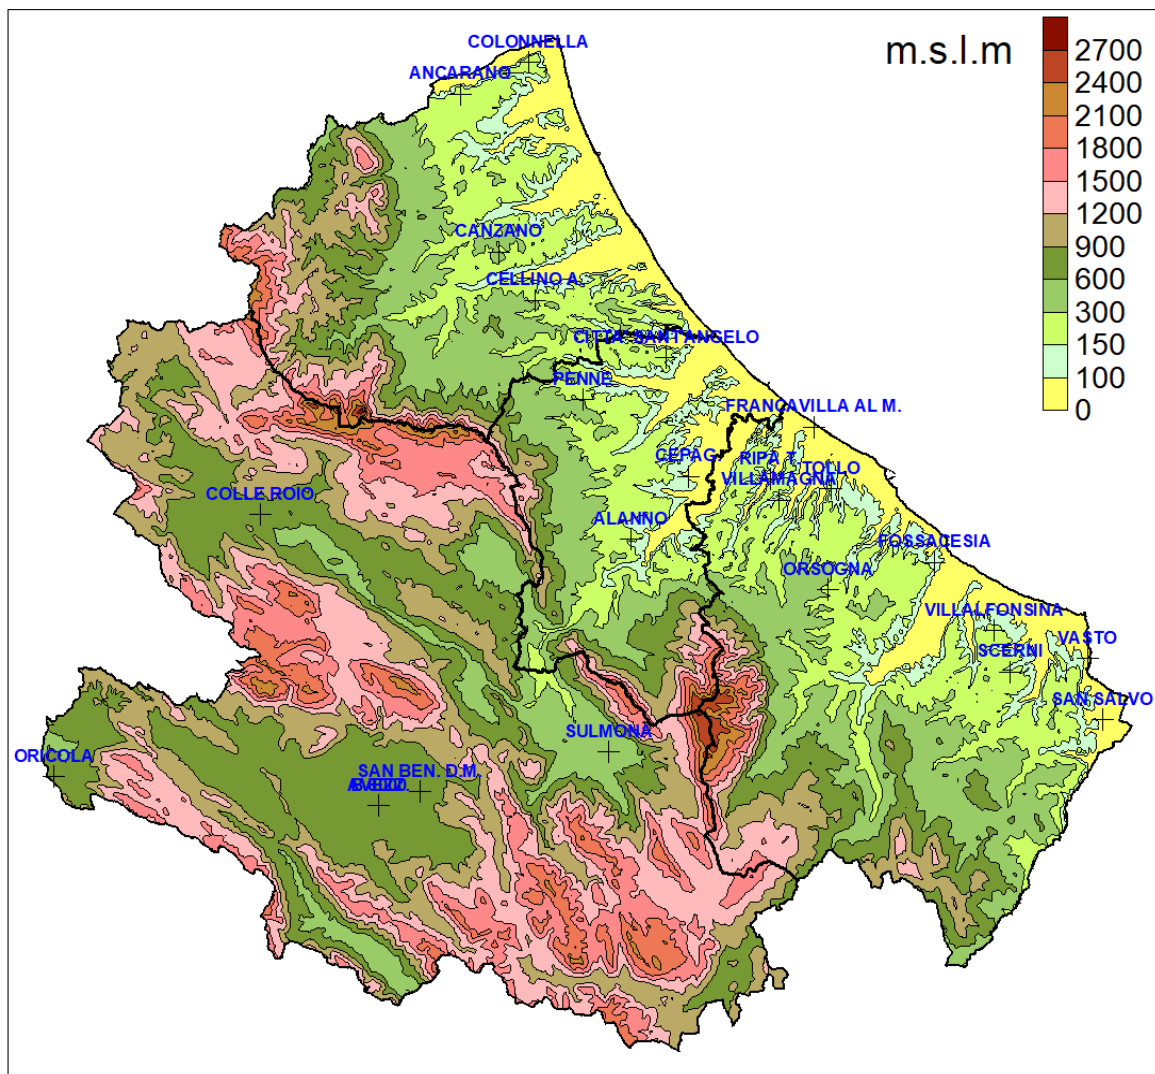 COLONNELLA
m.s.l.m
2700
2400
2100
1800
1500
1200
900
600
300
150
100
0
ANCARANO
CANZANO
CELLINO A.
CITTA' SANT'ANGELO
PENNE
FRANCAVILLA AL M.
CEPAG.
RIPA T.
TOLLO
VILLAMAGNA
COLLE ROIO
ALANNO
FOSSACESIA
ORSOGNA
VILLALFONSINA
VASTO
SCERNI
SAN SALVO
SULMONA
ORICOLA
SAN BEN. D.M.